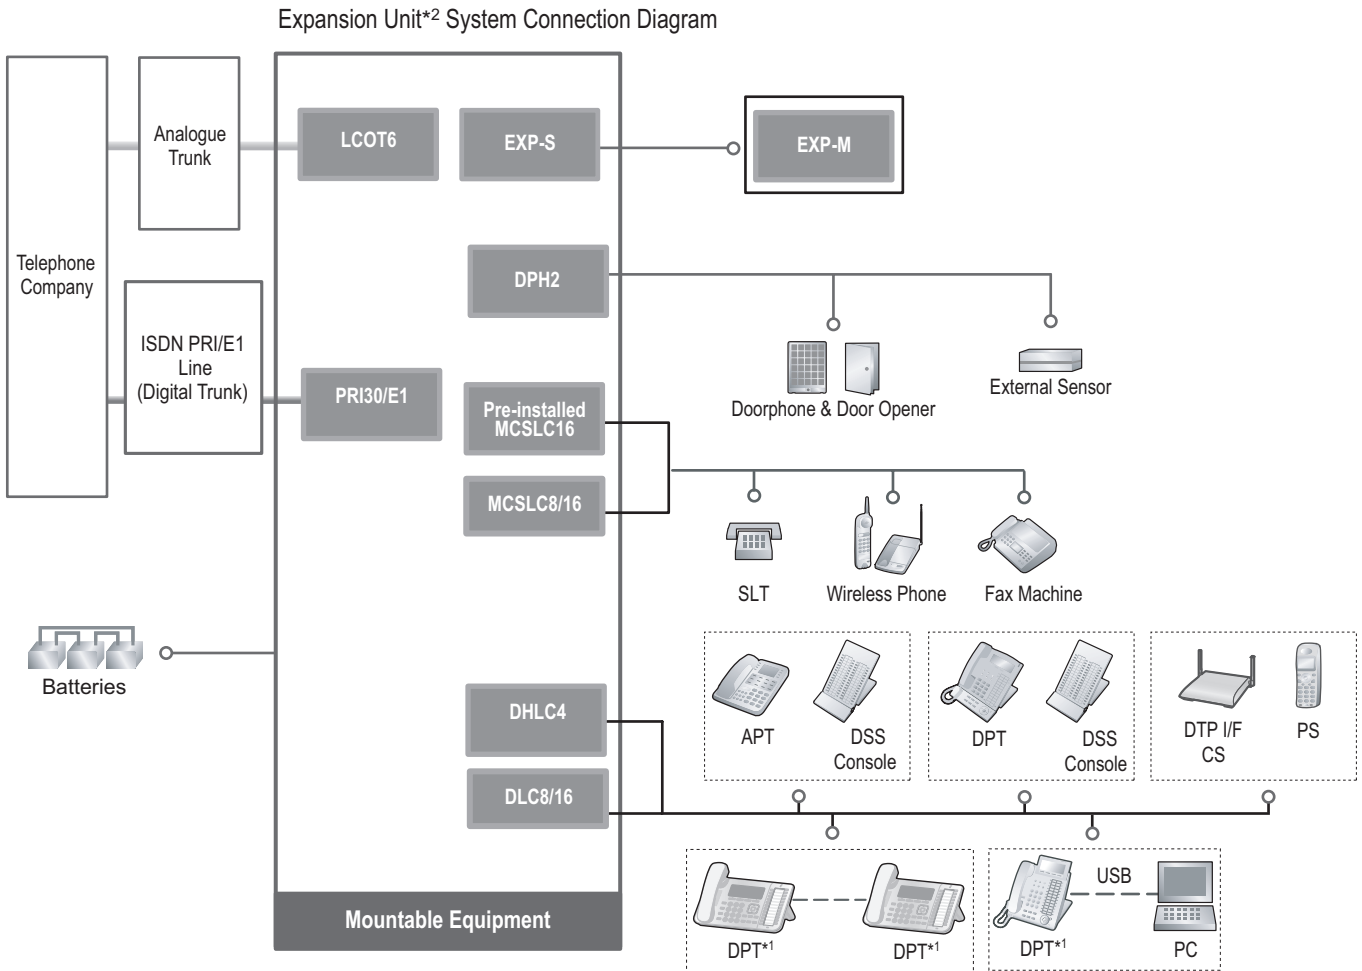 Expansion Unit*2 System Connection Diagram
Telephone
Company
Analogue
Trunk
ISDN PRI/E1
Line
(Digital Trunk)
LCOT6
EXP-S
EXP-M
DPH2
PRI30/E1
Pre-installed
MCSLC16
MCSLC8/16
Doorphone & Door Opener
External Sensor
SLT
Wireless Phone
Fax Machine
Batteries
DHLC4
DLC8/16
APT
DSS
Console
DPT
DSS
Console
DTP I/F
CS
PS
Mountable Equipment
DPT*1
DPT*1
DPT*1
USB
PC